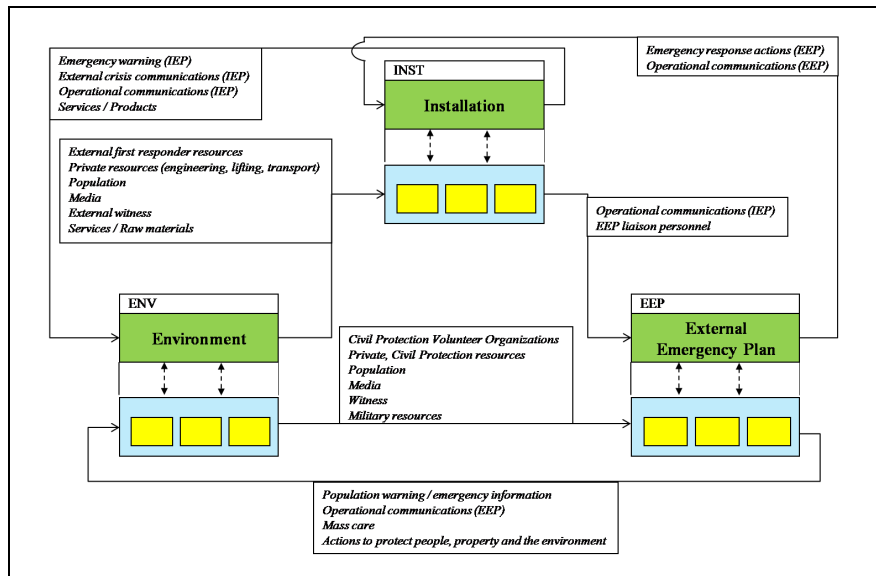 Emergency warning (IEP)
External crisis communications (IEP)
Operational communications (IEP)
Services / Products
Emergency response actions (EEP)
Operational communications (EEP)
INST
Installation
External first responder resources
Private resources (engineering, lifting, transport)
Population
Media
External witness
Services / Raw materials
Operational communications (IEP)
EEP liaison personnel
ENV
Environment
EEP
External
Emergency Plan
Civil Protection Volunteer Organizations
Private, Civil Protection resources
Population
Media
Witness
Military resources
Population warning / emergency information
Operational communications (EEP)
Mass care
Actions to protect people, property and the environment